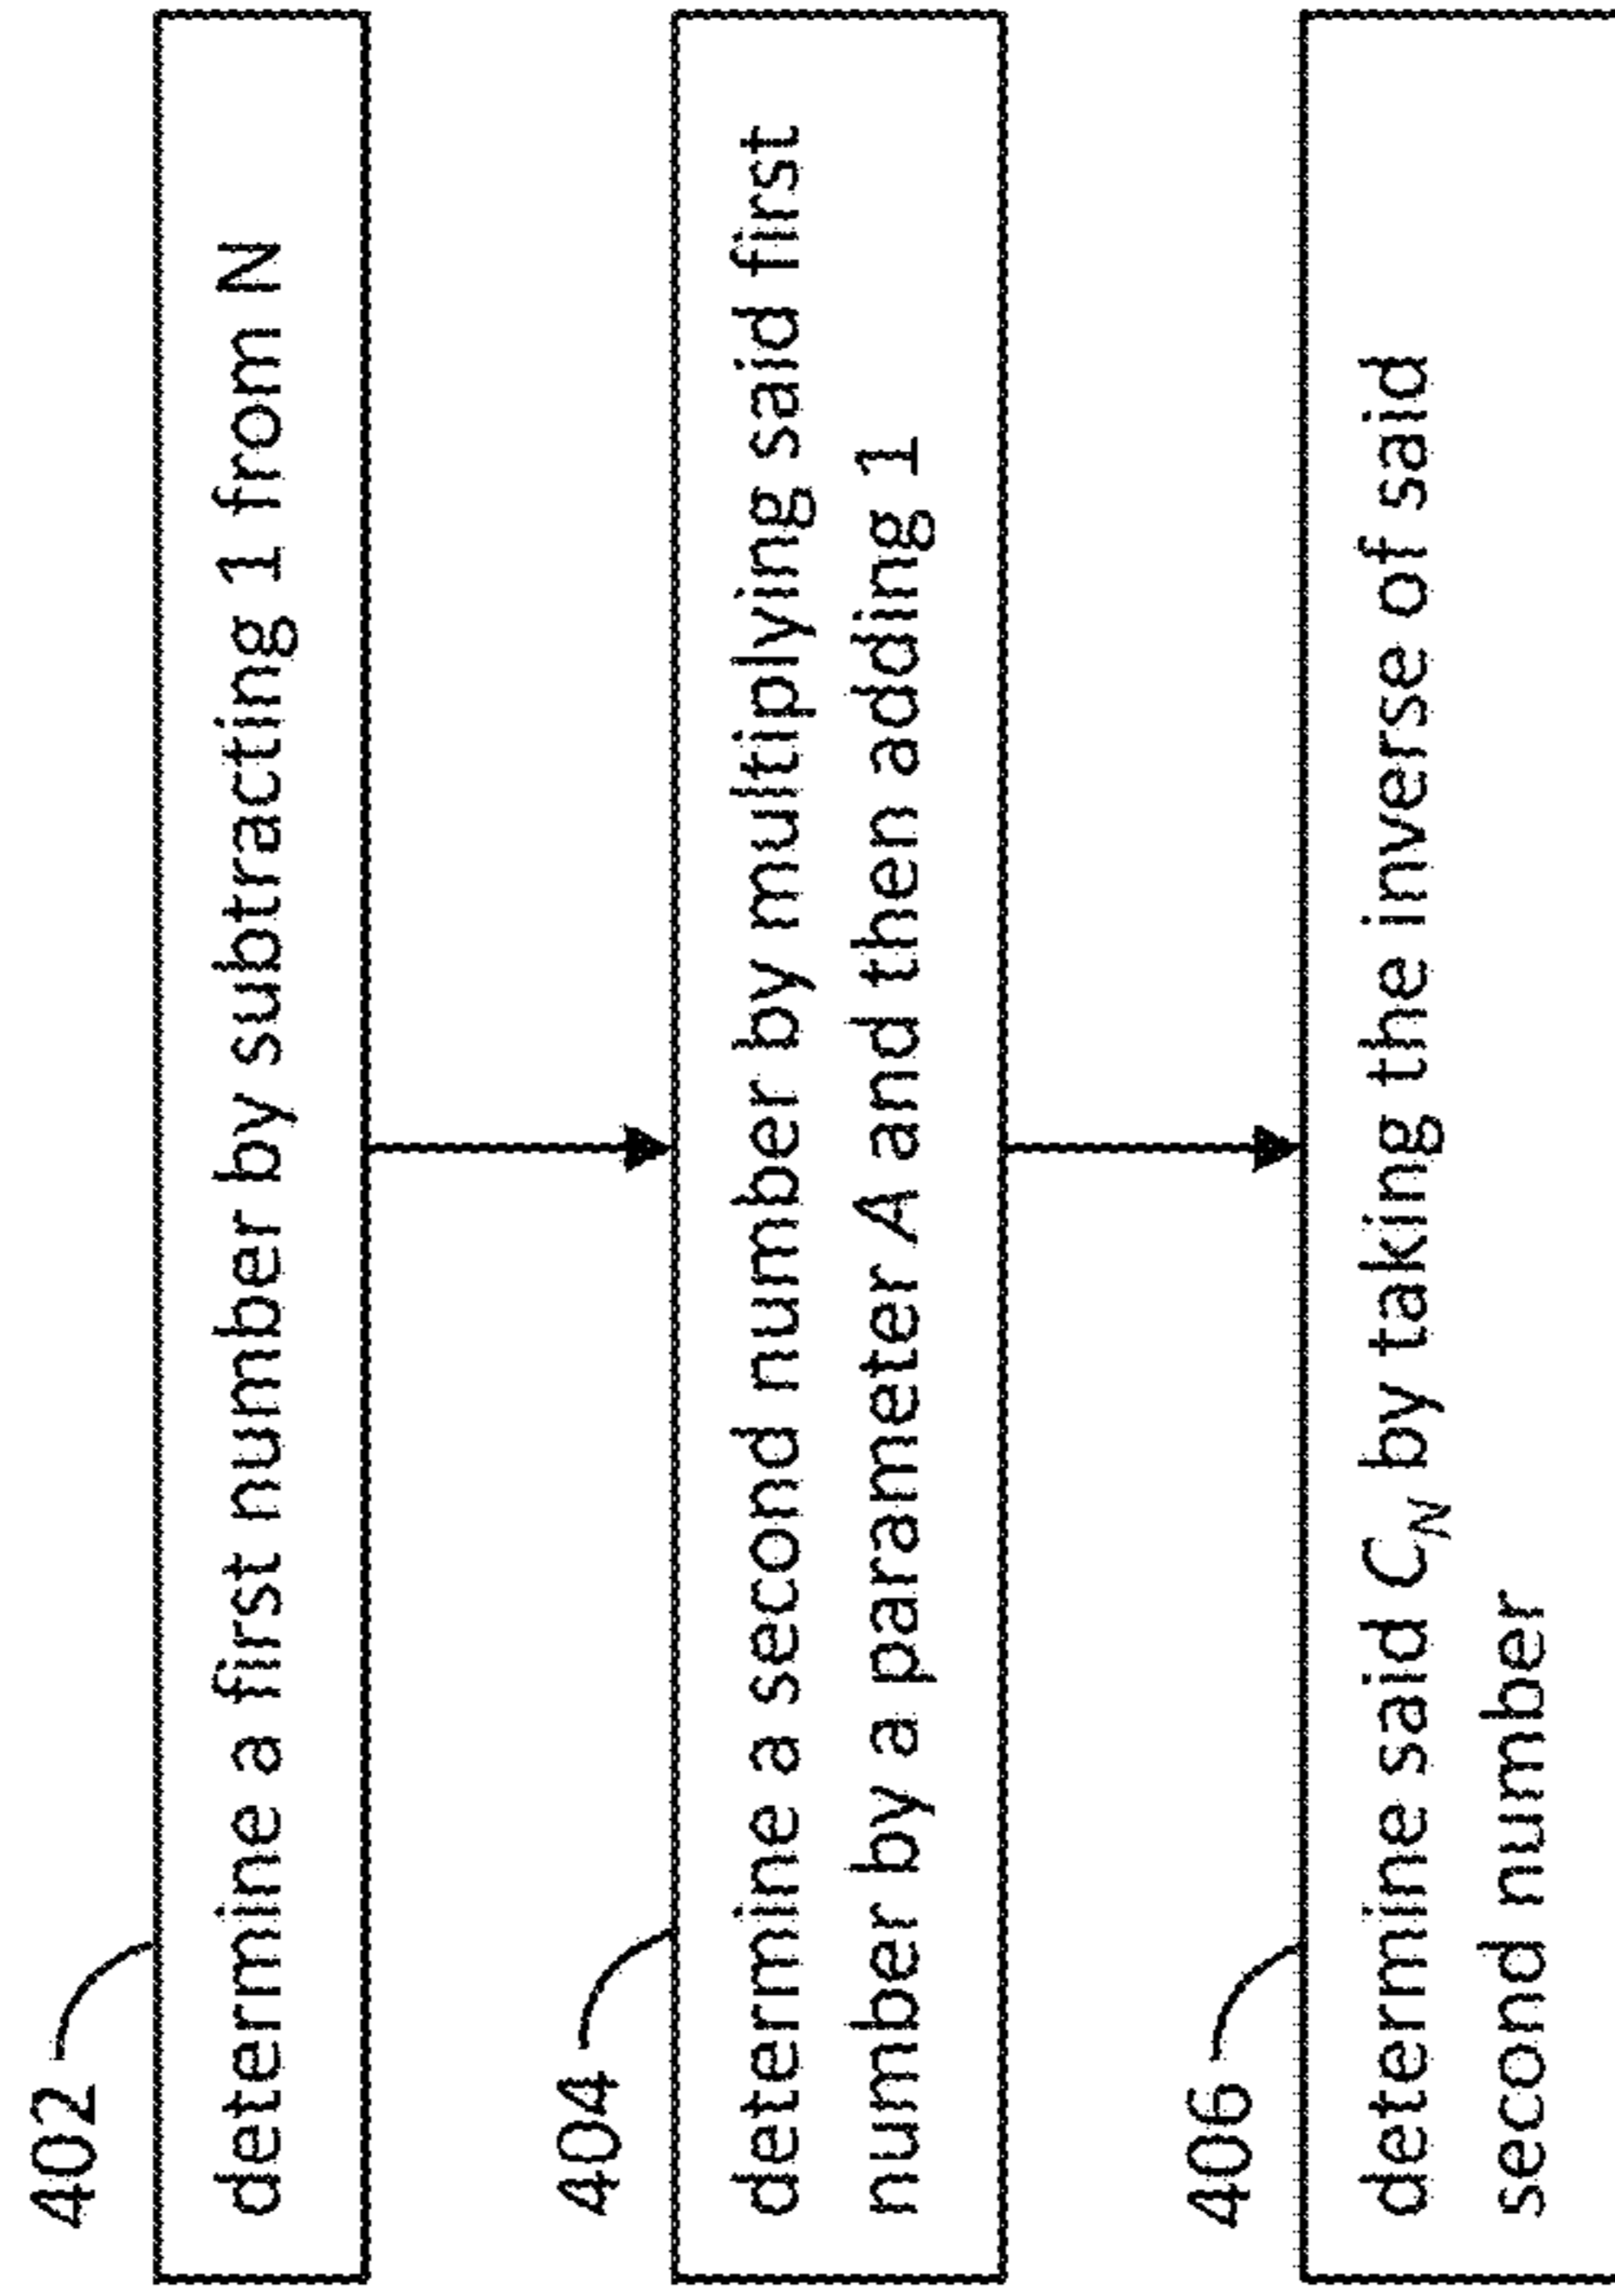 402
determine a first number by subtracting 1 from N
404
determine a second number by multiplying said first
number by a parameter A and then adding 1
406
determine said C_N by taking the inverse of said
second number